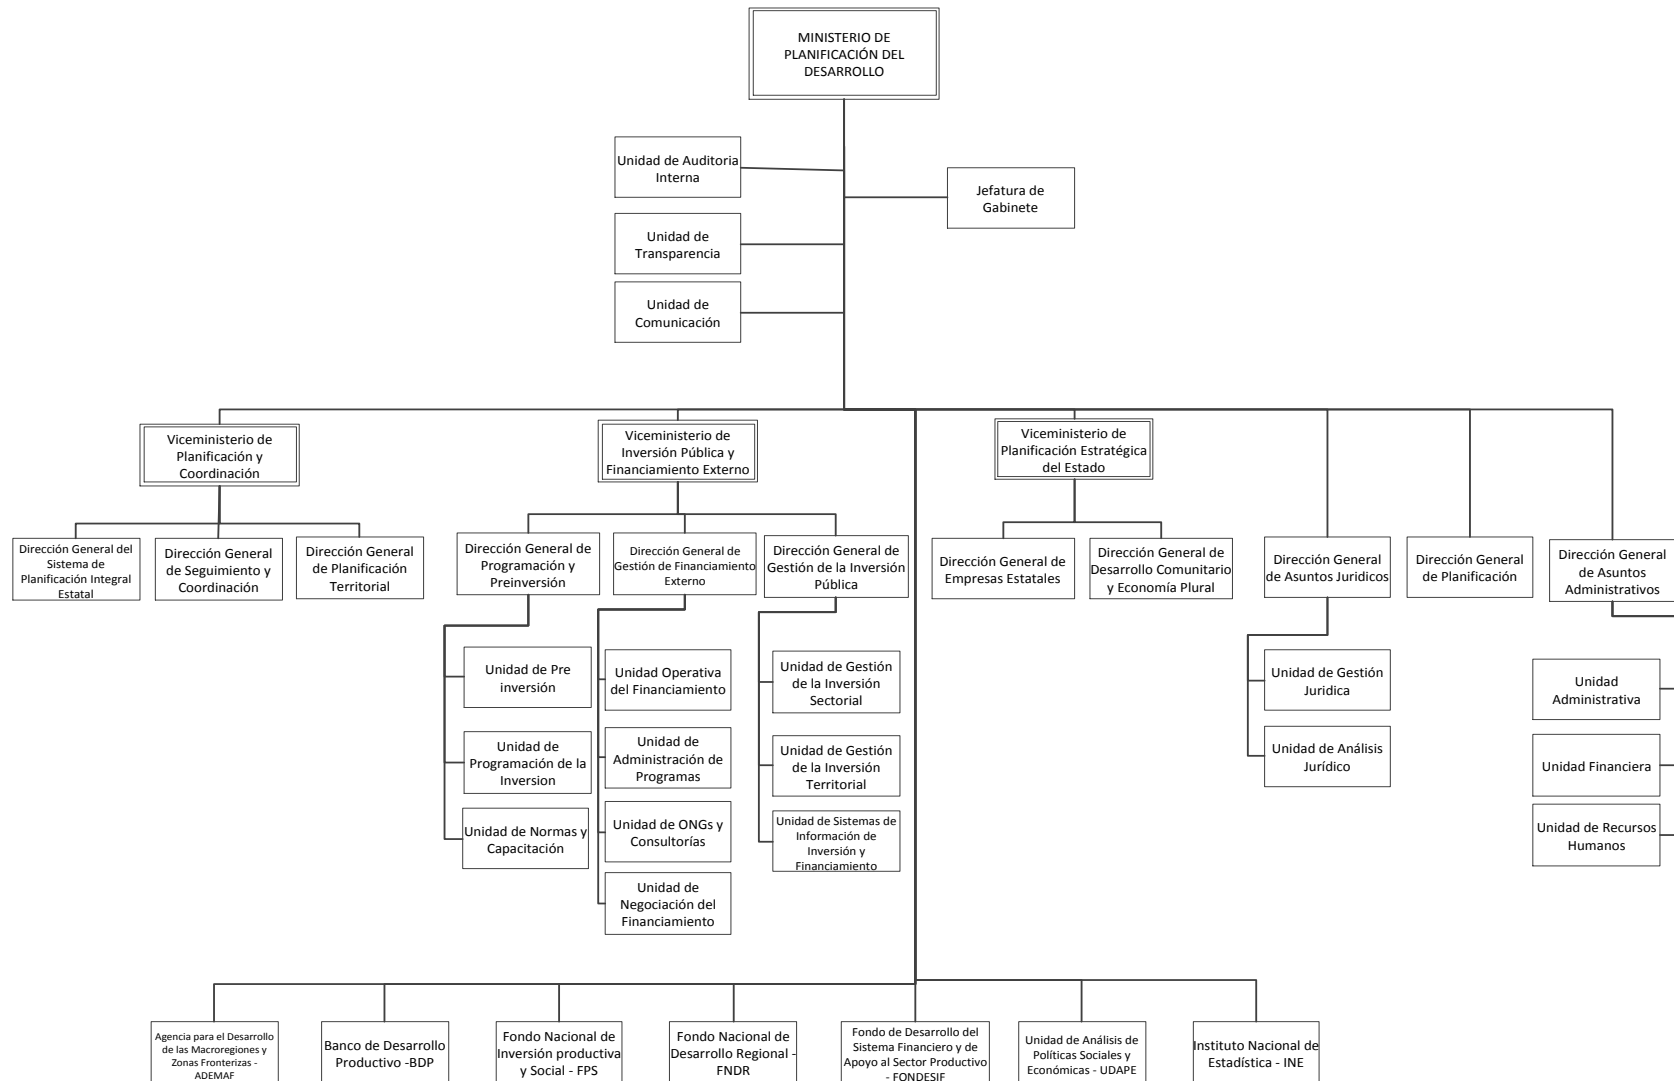 MINISTERIO DE
PLANIFICACIÓN DEL
DESARROLLO
Unidad de Auditoria
Interna
Jefatura de
Gabinete
Unidad de
Transparencia
Unidad de
Comunicación
Viceministerio de
Planificación y
Coordinación
Viceministerio de
Inversión Pública y
Financiamiento Externo
Viceministerio de
Planificación Estratégica
del Estado
Dirección General del
Sistema de
Planificación Integral
Estatal
Dirección General
de Seguimiento y
Coordinación
Dirección General
de Planificación
Territorial
Dirección General de
Programación y
Preinversión
Dirección General de
Gestión de Financiamiento
Externo
Dirección General de
Gestión de la Inversión
Pública
Dirección General de
Empresas Estatales
Dirección General de
Desarrollo Comunitario
y Economía Plural
Dirección General
de Asuntos Juridicos
Dirección General
de Planificación
Dirección General
de Asuntos
Administrativos
Unidad de Pre
inversión
Unidad Operativa
del Financiamiento
Unidad de Gestión
de la Inversión
Sectorial
Unidad de Gestión
Juridica
Unidad
Administrativa
Unidad de
Programación de la
Inversion
Unidad de
Administración de
Programas
Unidad de Gestión
de la Inversión
Territorial
Unidad de Análisis
Jurídico
Unidad Financiera
Unidad de Normas y
Capacitación
Unidad de ONGs y
Consultorías
Unidad de Sistemas de
Información de
Inversión y
Financiamiento
Unidad de Recursos
Humanos
Unidad de
Negociación del
Financiamiento
Agencia para el Desarrollo
de las Macroregiones y
Zonas Fronterizas -
ADEMAF
Banco de Desarrollo
Productivo -BDP
Fondo Nacional de
Inversión productiva
y Social - FPS
Fondo Nacional de
Desarrollo Regional -
FNDR
Fondo de Desarrollo del
Sistema Financiero y de
Apoyo al Sector Productivo
- FONDESIF
Unidad de Análisis de
Políticas Sociales y
Económicas - UDAPE
Instituto Nacional de
Estadística - INE